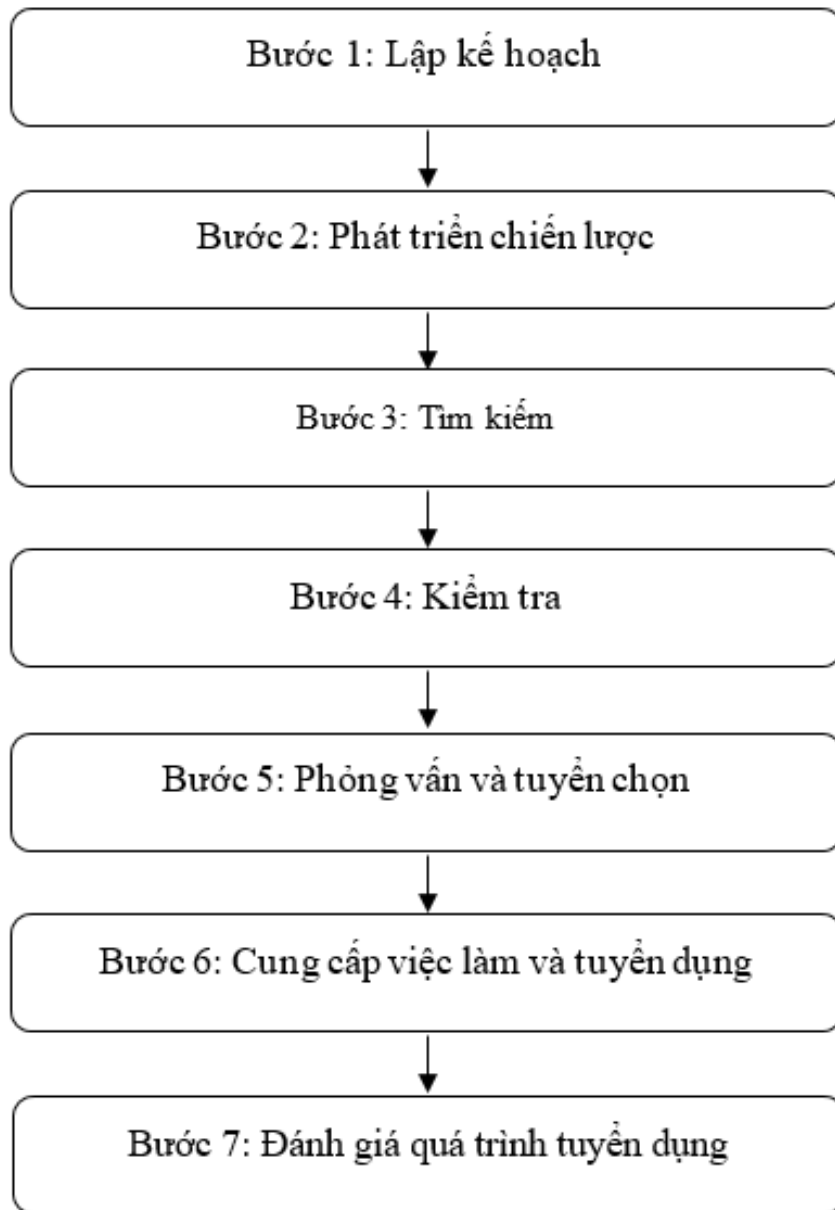 Bước 1: Lập kế hoạch
Bước 2: Phát triển chiến lược
Bước 3: Tìm kiếm
Bước 4: Kiểm tra
Bước 5: Phỏng vấn và tuyển chọn
Bước 6: Cung cấp việc làm và tuyển dụng
Bước 7: Đánh giá quá trình tuyển dụng